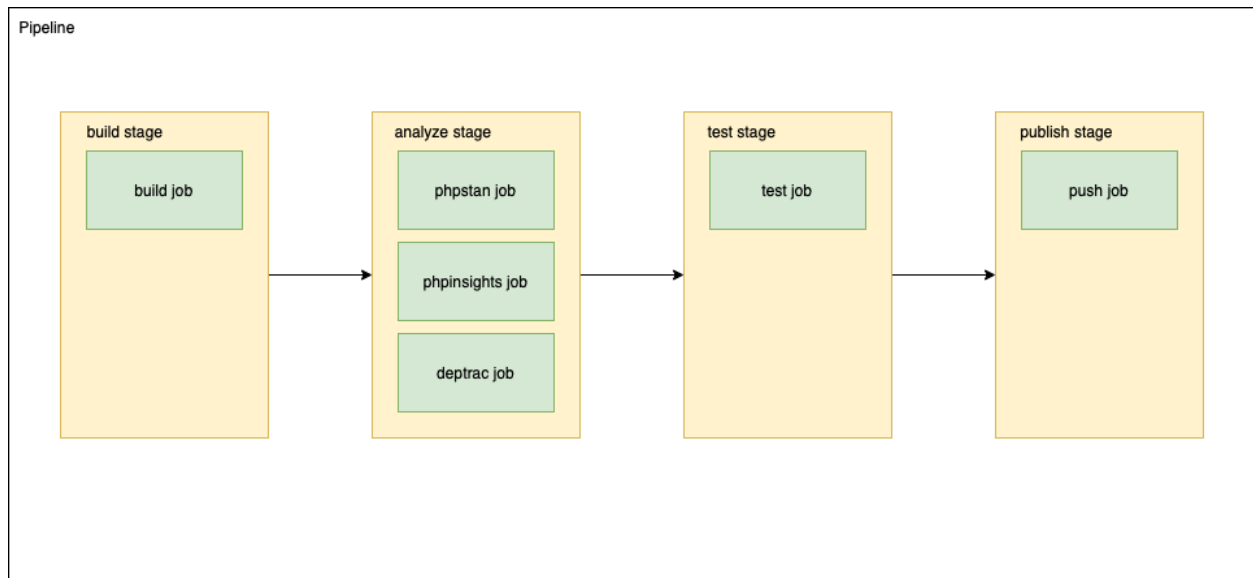 Pipeline
build stage
build job
analyze stage
phpstan job
phpinsights job
deptrac job
test stage
test job
publish stage
push job